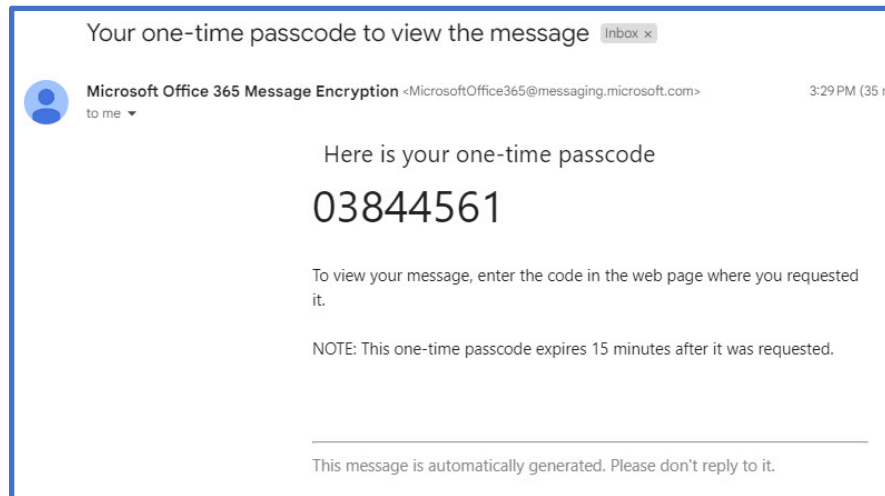 Your one-time passcode to view the message Inbox ×
Microsoft Office 365 Message Encryption <MicrosoftOffice365@messaging.microsoft.com> 3:29 PM (35
to me
Here is your one-time passcode
03844561
To view your message, enter the code in the web page where you requested
it.
NOTE: This one-time passcode expires 15 minutes after it was requested.
This message is automatically generated. Please don't reply to it.